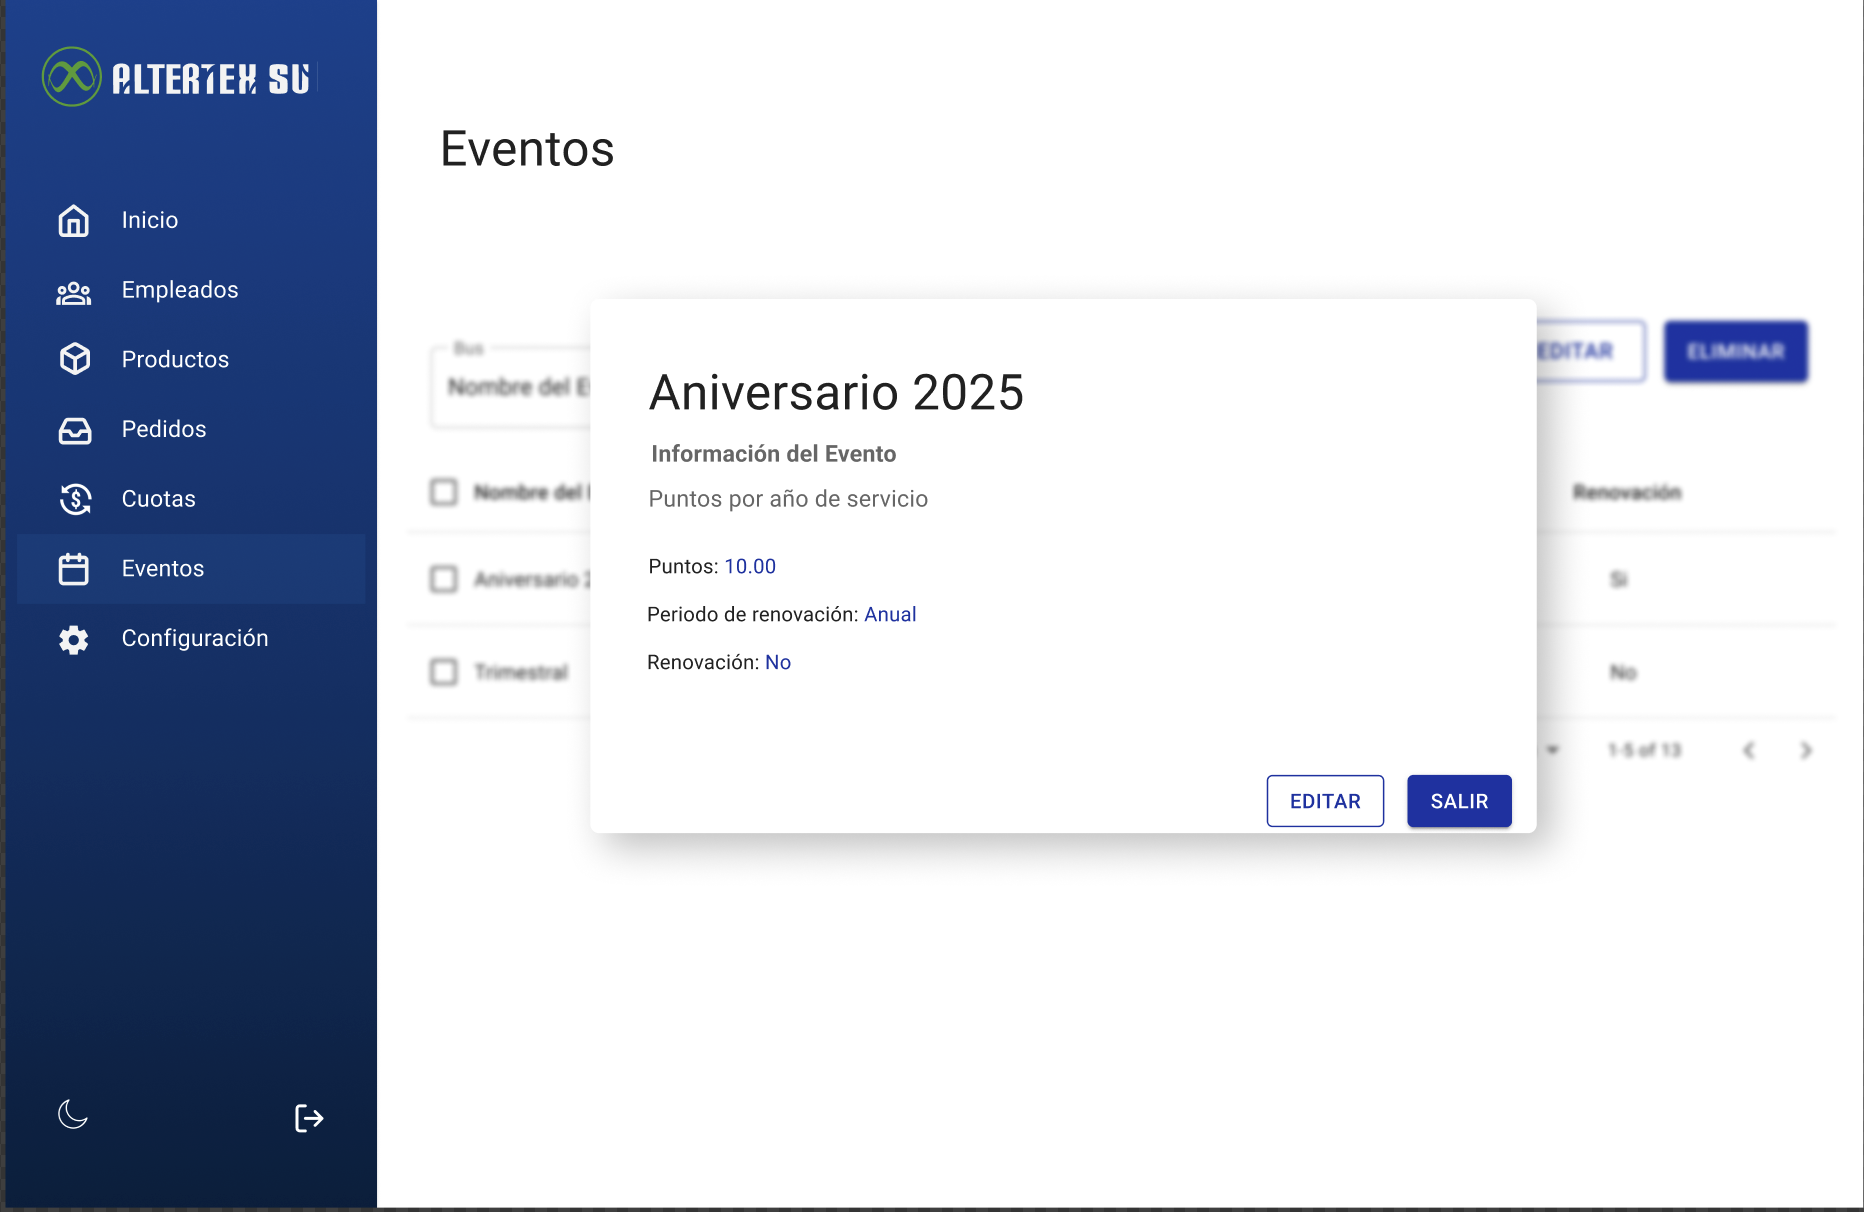 ALTERTEX SU
Inicio
Empleados
Productos
Pedidos
Cuotas
Eventos
Configuración
Eventos
Bus
Nombre del
EDITAR
ELIMINAR
Nombre del
Renovación
Aniversario
Si
Trimestral
No
1-5 of 13
Aniversario 2025
Información del Evento
Puntos por año de servicio
Puntos: 10.00
Periodo de renovación: Anual
Renovación: No
EDITAR
SALIR